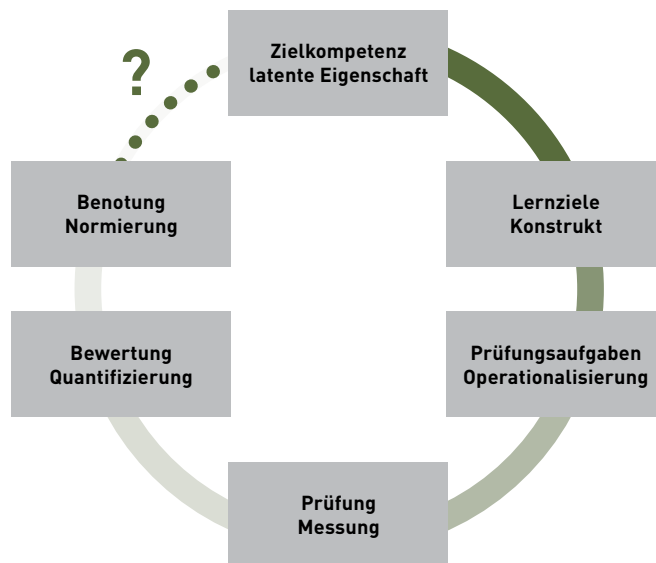 ?
Zielkompetenz
latente Eigenschaft
Lernziele
Konstrukt
Prüfungsaufgaben
Operationalisierung
Prüfung
Messung
Bewertung
Quantifizierung
Benotung
Normierung